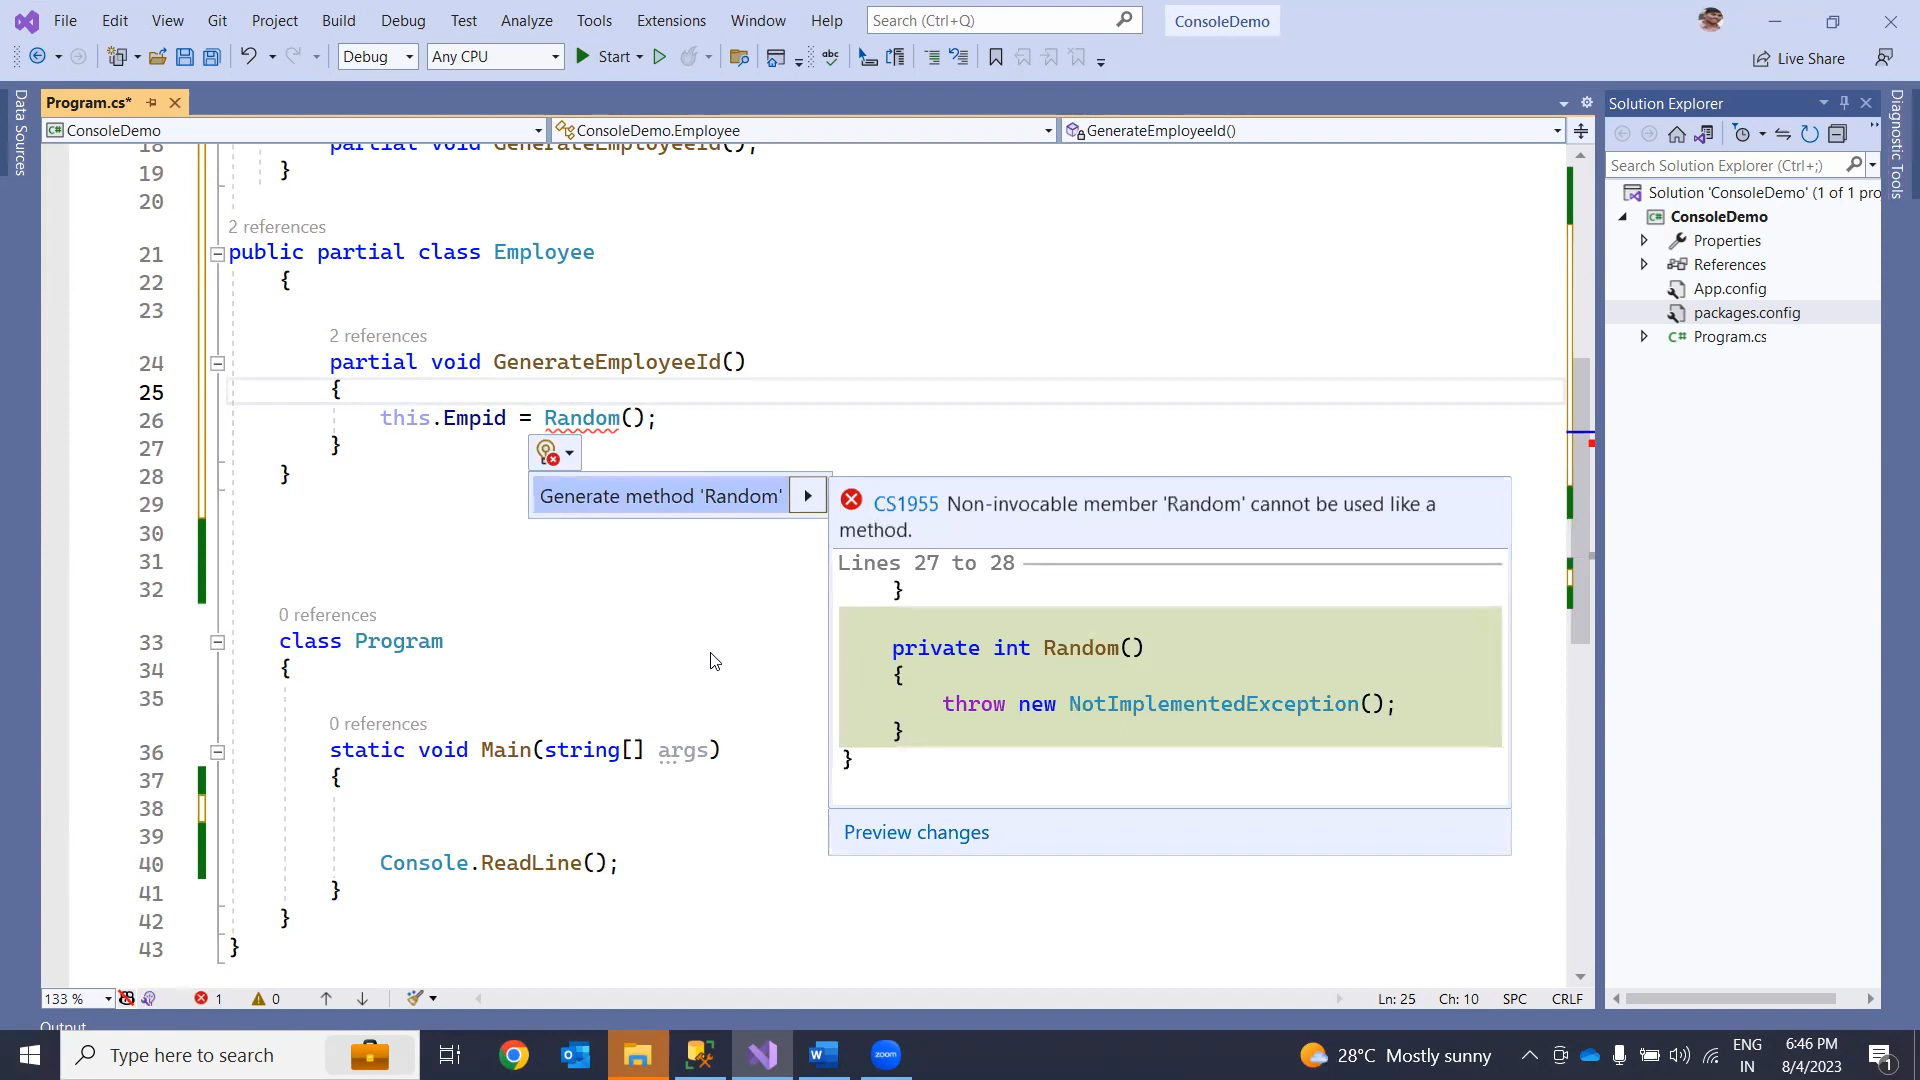 File Edit View Git Project Build Debug Test Analyze Tools Extensions Window Help Search (Ctrl+Q) ConsoleDemo
Debug Any CPU Start abc Live Share
Data Sources
Program.cs*
ConsoleDemo ConsoleDemo.Employee GenerateEmployeeId()
18 partial void GenerateEmployeeId();
19 }
20
2 references
21 public partial class Employee
22 {
23
2 references
24 partial void GenerateEmployeeId()
25 {
26 this.Empid = Random();
27 }
28 }
29
30
31
32
0 references
33 class Program
34 {
35
0 references
36 static void Main(string[] args)
37 {
38
39
40 Console.ReadLine();
41 }
42 }
43 }
Generate method 'Random'
CS1955 Non-invocable member 'Random' cannot be used like a
method.
Lines 27 to 28
}
private int Random()
{
throw new NotImplementedException();
}
}
Preview changes
Solution Explorer
Search Solution Explorer (Ctrl+;)
Solution 'ConsoleDemo' (1 of 1 pro
ConsoleDemo
Properties
References
App.config
packages.config
C# Program.cs
Diagnostic Tools
133 % 1 0 Ln: 25 Ch: 10 SPC CRLF
Output
Type here to search zoom 28°C Mostly sunny ENG
IN
6:46 PM
8/4/2023
1